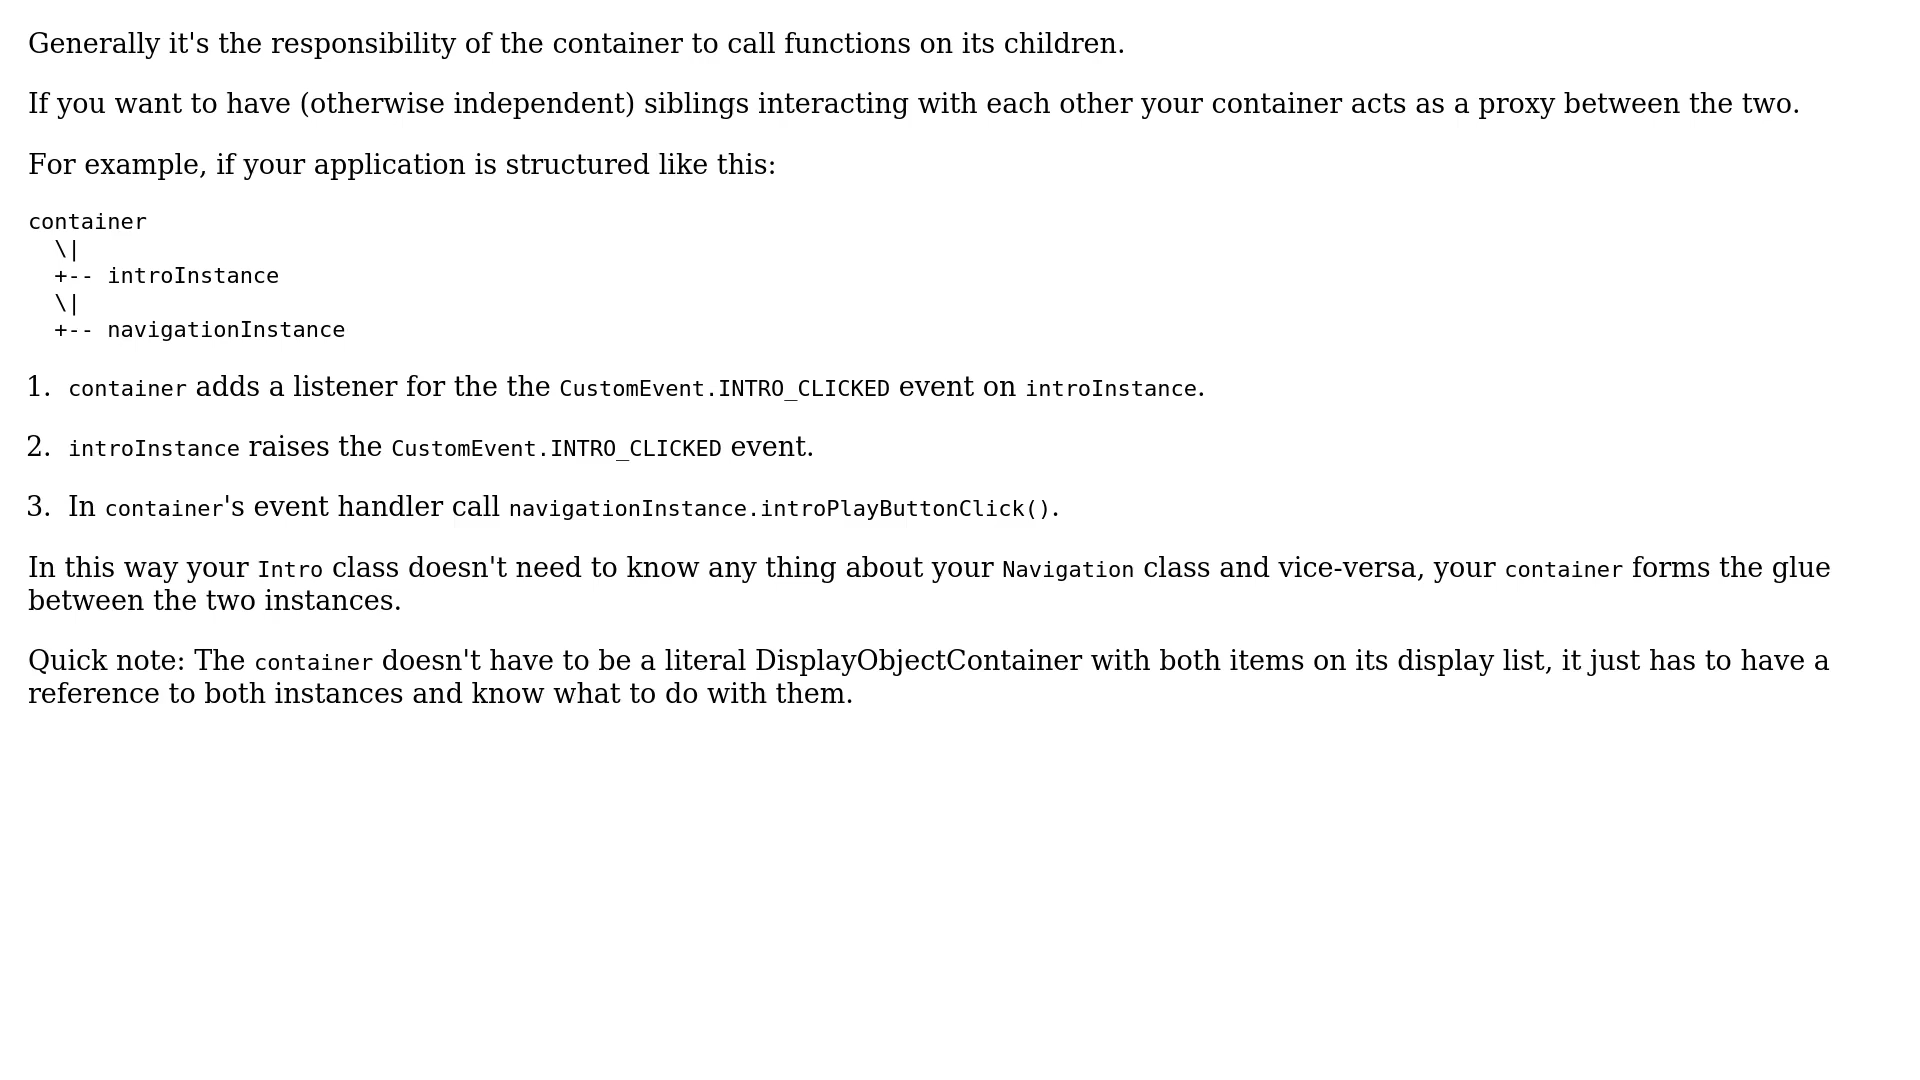 Generally it's the responsibility of the container to call functions on its children.
If you want to have (otherwise independent) siblings interacting with each other your container acts as a proxy between the two.
For example, if your application is structured like this:
container
  \|
  +-- introInstance
  \|
  +-- navigationInstance
1. container adds a listener for the the CustomEvent.INTRO_CLICKED event on introInstance.
2. introInstance raises the CustomEvent.INTRO_CLICKED event.
3. In container's event handler call navigationInstance.introPlayButtonClick().
In this way your Intro class doesn't need to know any thing about your Navigation class and vice-versa, your container forms the glue
between the two instances.
Quick note: The container doesn't have to be a literal DisplayObjectContainer with both items on its display list, it just has to have a
reference to both instances and know what to do with them.